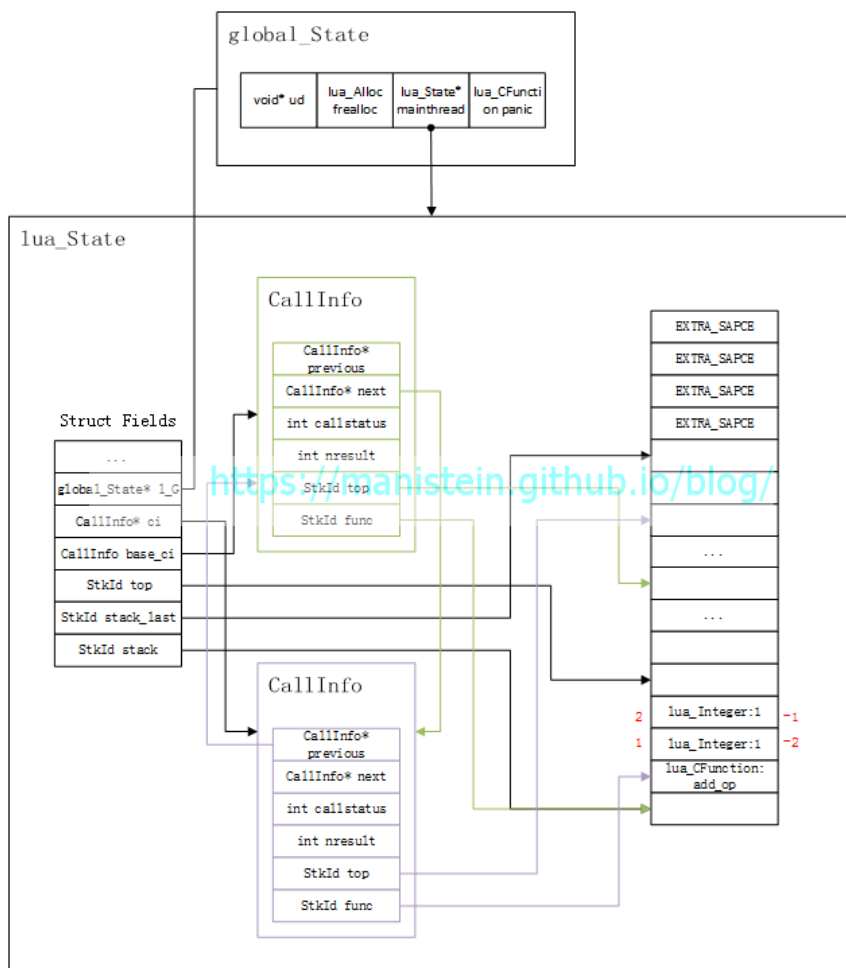 global_State
void* ud
lua_Alloc
frealloc
lua_State*
mainthread
lua_CFuncti
on panic
lua_State
CallInfo
CallInfo*
previous
CallInfo* next
int callstatus
int nresult
StkId top
StkId func
Struct Fields
...
global_State* l_G
CallInfo* ci
CallInfo base_ci
StkId top
StkId stack_last
StkId stack
https://manistein.github.io/blog/
CallInfo
CallInfo*
previous
CallInfo* next
int callstatus
int nresult
StkId top
StkId func
EXTRA_SAPCE
EXTRA_SAPCE
EXTRA_SAPCE
EXTRA_SAPCE
...
...
2 lua_Integer:1 -1
1 lua_Integer:1 -2
lua_CFunction:
add_op